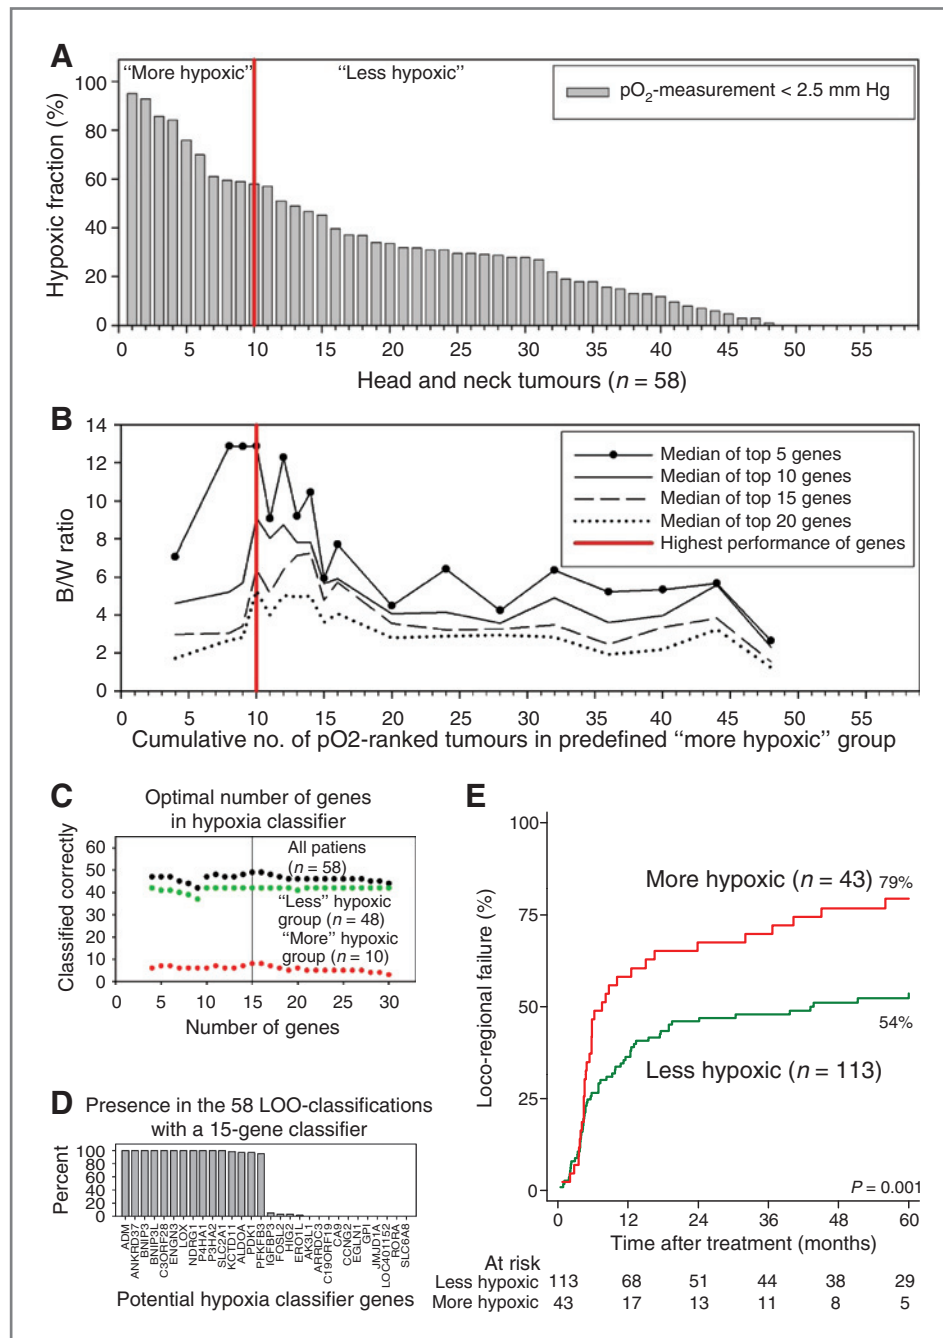 A
"More hypoxic"
"Less hypoxic"
pO2-measurement < 2.5 mm Hg
Hypoxic fraction (%)
100
80
60
40
20
0
0 5 10 15 20 25 30 35 40 45 50 55
Head and neck tumours (n = 58)
B
14
12
10
8
6
4
2
0
B/W ratio
Median of top 5 genes
Median of top 10 genes
Median of top 15 genes
Median of top 20 genes
Highest performance of genes
0 5 10 15 20 25 30 35 40 45 50 55
Cumulative no. of pO2-ranked tumours in predefined "more hypoxic" group
C
Optimal number of genes
in hypoxia classifier
Classified correctly
60
50
40
30
20
10
0
All patiens
(n = 58)
"Less" hypoxic
group (n = 48)
"More" hypoxic
group (n = 10)
0 5 10 15 20 25 30
Number of genes
D
Presence in the 58 LOO-classifications
with a 15-gene classifier
Percent
100
80
60
40
20
0
ADM
ANKRD37
BNIP3
BNIP3L
C3ORF28
ENGN3
LOX
NDRG1
P4HA1
P3HA2
SLC2A1
KCTD11
ALDOA
PDK1
PFKFB3
IGFBP3
FOSL2
HIG2
ERO1L
AK3L1
ARRDC3
C19ORF19
CA9
CCNG2
EGLN1
GPI
JMJD1A
LOC401152
RORA
SLC6A8
Potential hypoxia classifier genes
E
Loco-regional failure (%)
100
75
50
25
0
More hypoxic (n = 43)
79%
54%
Less hypoxic (n = 113)
P = 0.001
0 12 24 36 48 60
Time after treatment (months)
At risk
Less hypoxic 113 68 51 44 38 29
More hypoxic 43 17 13 11 8 5